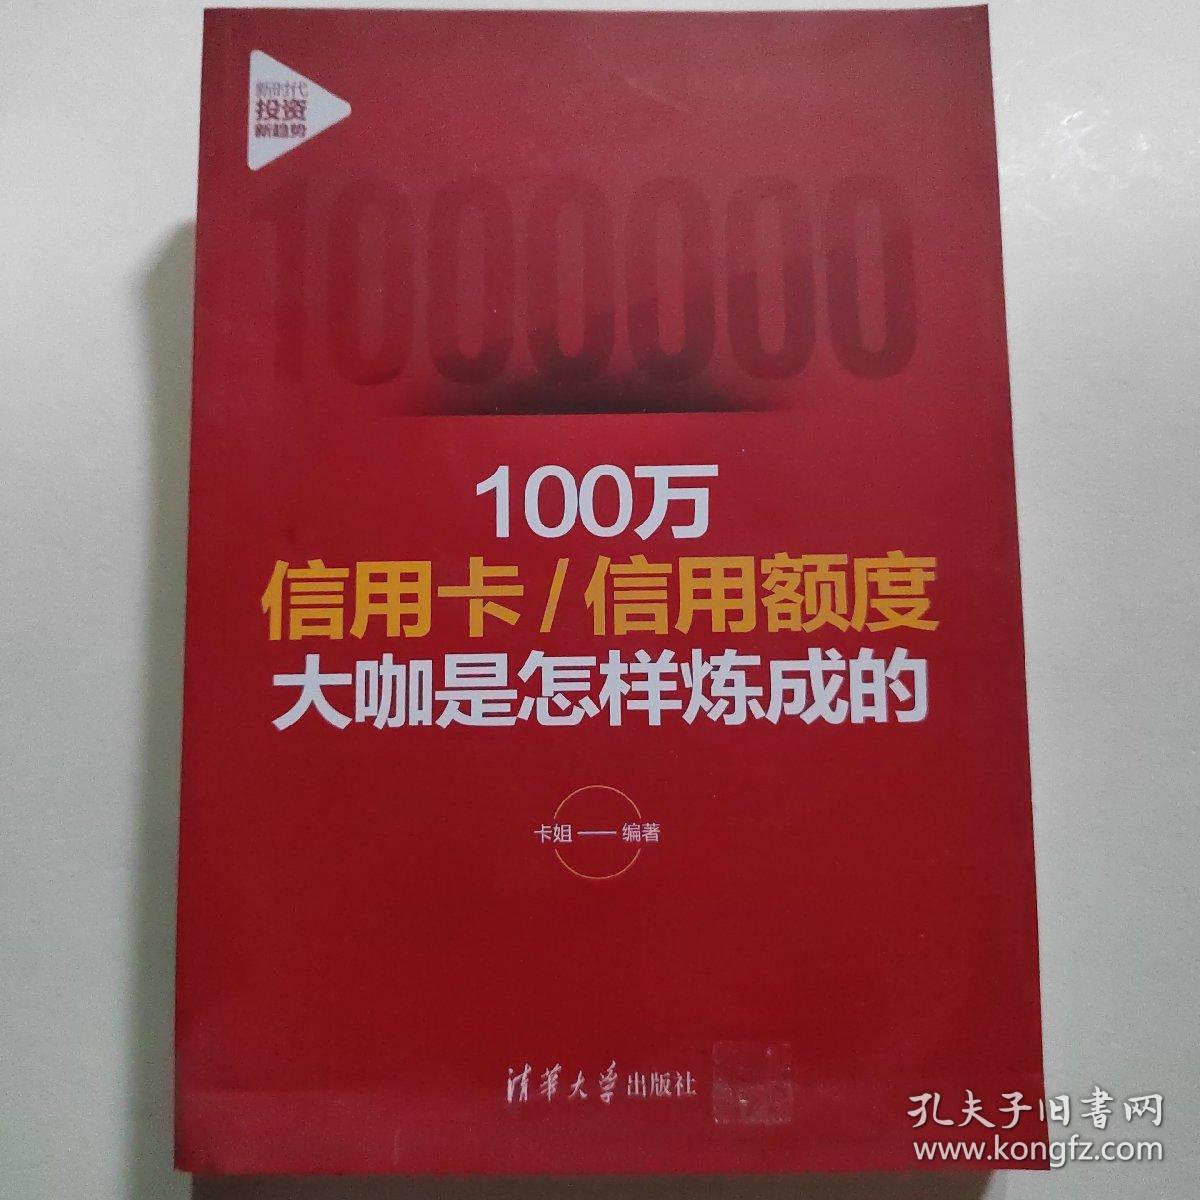 新时代
投资
新趋势
1000000
100万
信用卡/信用额度
大咖是怎样炼成的
卡姐——编著
清华大学出版社
孔夫子旧书网
www.kongfz.com